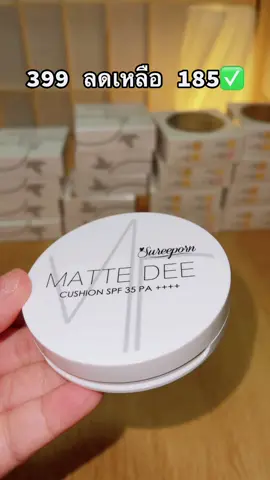 399 ลดเหลือ 185✅
Sureeporn
MATTE DEE
CUSHION SPF 35 PA ++++